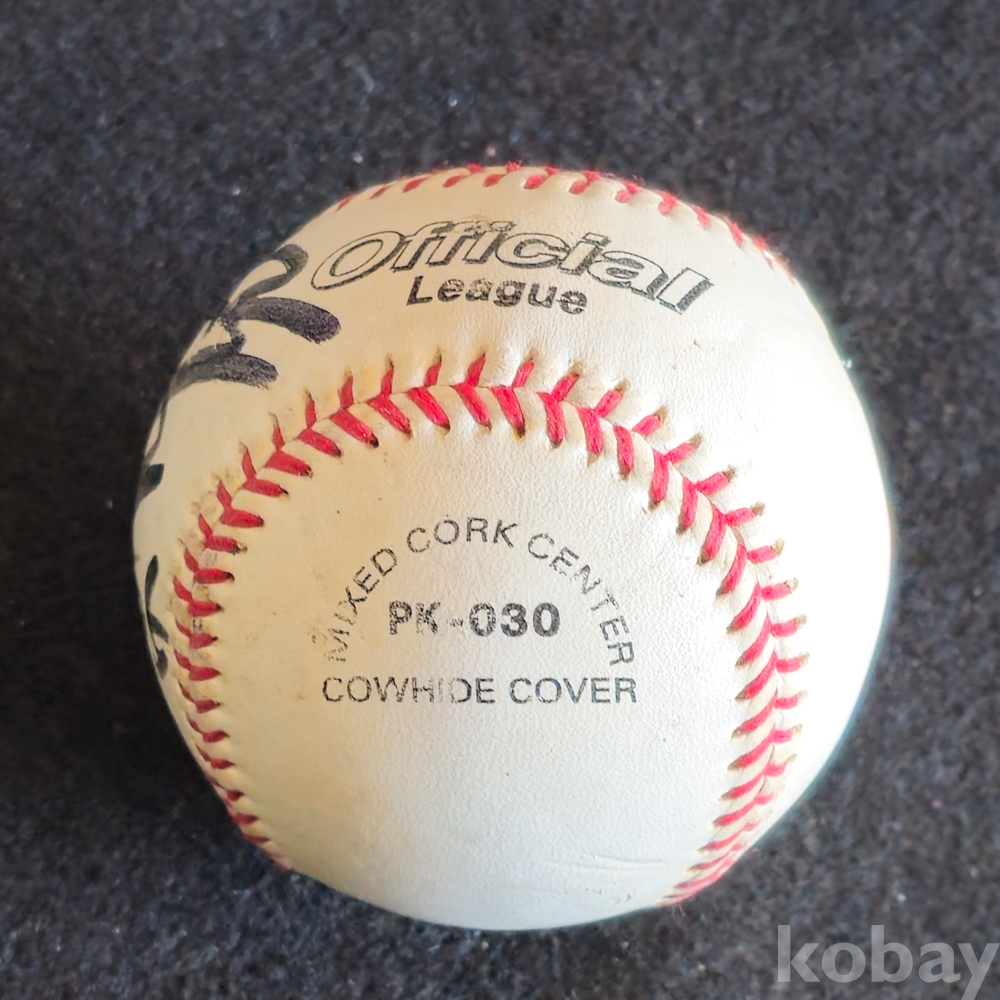 Official
League
MIXED CORK CENTER
PK-030
COWHIDE COVER
kobay